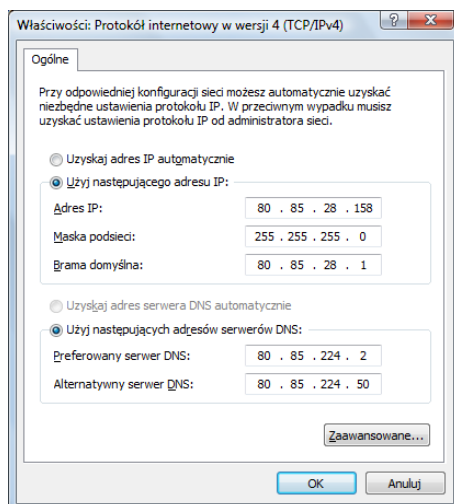 Właściwości: Protokół internetowy w wersji 4 (TCP/IPv4)
Ogólne
Przy odpowiedniej konfiguracji sieci możesz automatycznie uzyskać
niezbędne ustawienia protokołu IP. W przeciwnym wypadku musisz
uzyskać ustawienia protokołu IP od administratora sieci.
Uzyskaj adres IP automatycznie
Użyj następującego adresu IP:
Adres IP: 80 . 85 . 28 . 158
Maska podsieci: 255 . 255 . 255 . 0
Brama domyślna: 80 . 85 . 28 . 1
Uzyskaj adres serwera DNS automatycznie
Użyj następujących adresów serwerów DNS:
Preferowany serwer DNS: 80 . 85 . 224 . 2
Alternatywny serwer DNS: 80 . 85 . 224 . 50
Zaawansowane...
OK Anuluj